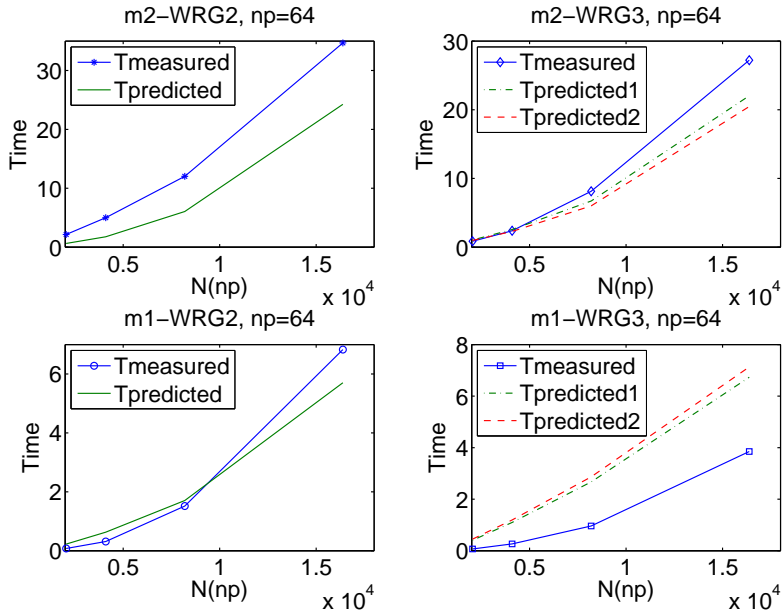 m2-WRG2, np=64
Time
30
20
10
0
Tmeasured
Tpredicted
0.5
1
1.5
N(np)
x 10^4
m2-WRG3, np=64
Time
30
20
10
0
Tmeasured
Tpredicted1
Tpredicted2
0.5
1
1.5
N(np)
x 10^4
m1-WRG2, np=64
Time
6
4
2
0
Tmeasured
Tpredicted
0.5
1
1.5
N(np)
x 10^4
m1-WRG3, np=64
Time
8
6
4
2
0
Tmeasured
Tpredicted1
Tpredicted2
0.5
1
1.5
N(np)
x 10^4